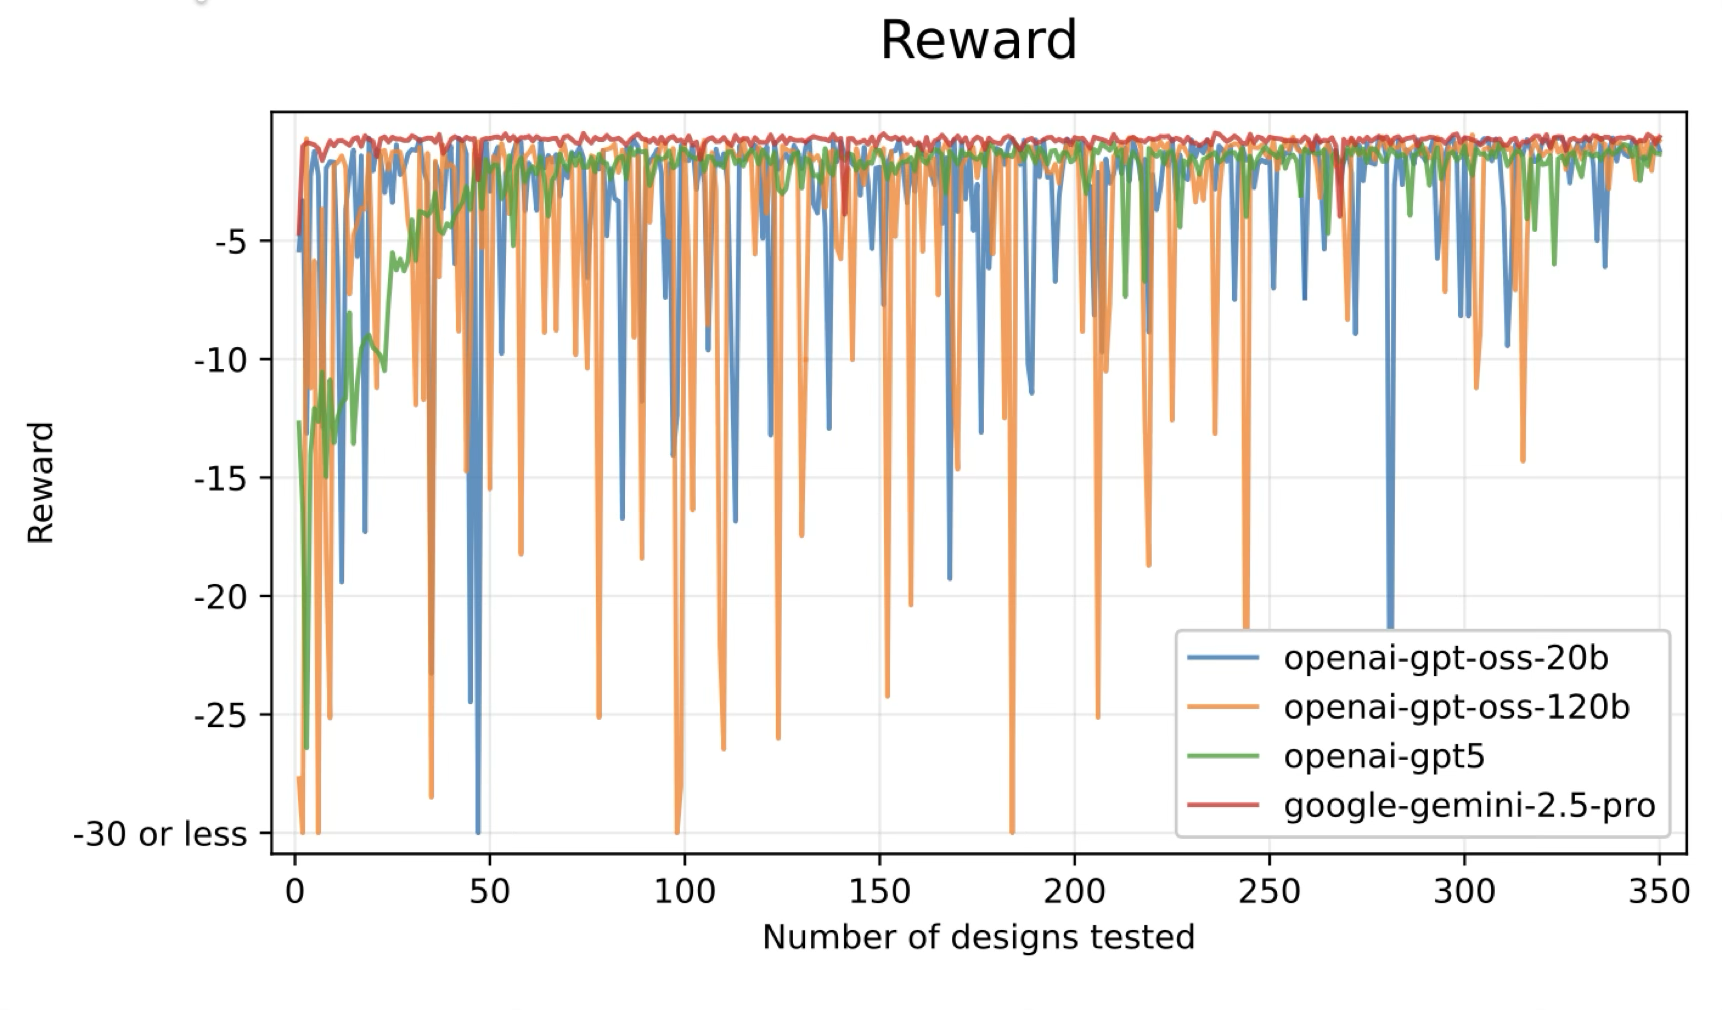 Reward
-5
-10
-15
-20
-25
-30 or less
Reward
0 50 100 150 200 250 300 350
Number of designs tested
openai-gpt-oss-20b
openai-gpt-oss-120b
openai-gpt5
google-gemini-2.5-pro